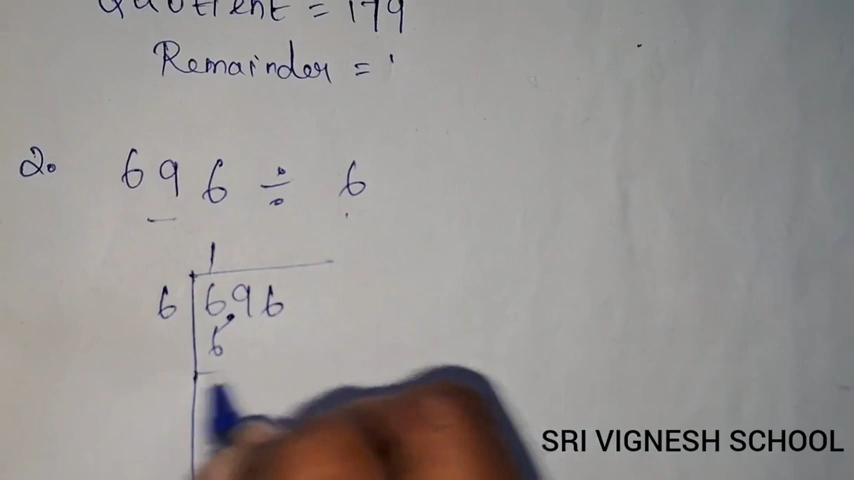 Quotient = 179
Remainder = 1
2. 696 ÷ 6
1
6 696
6
SRI VIGNESH SCHOOL